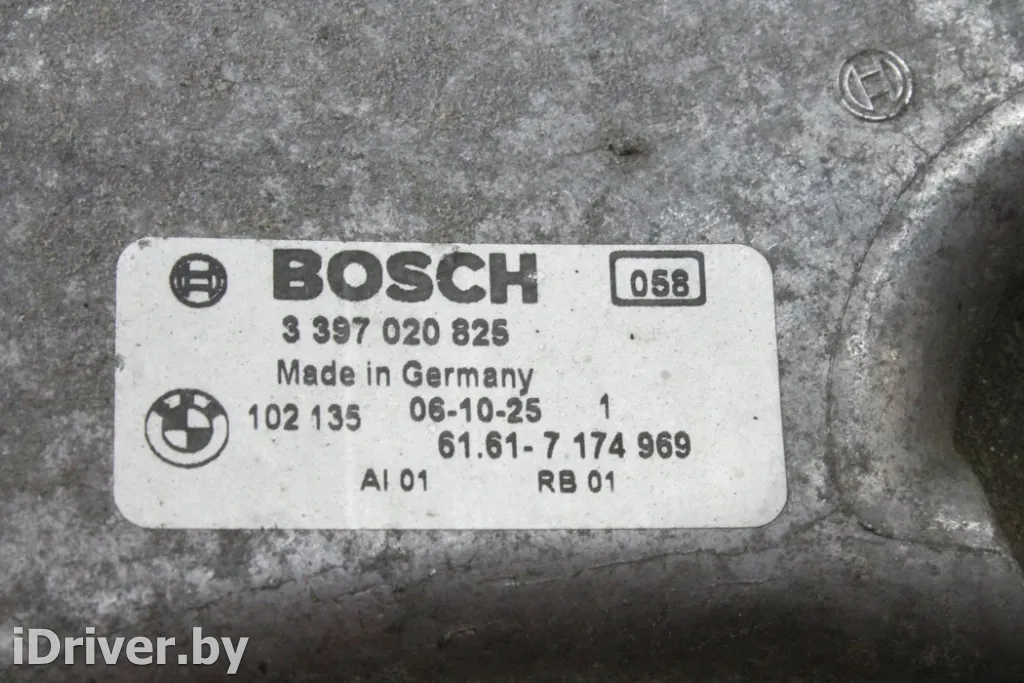 BOSCH 058
3 397 020 825
Made in Germany
102 135 06-10-25 1
61.61- 7 174 969
AI 01 RB 01
iDriver.by